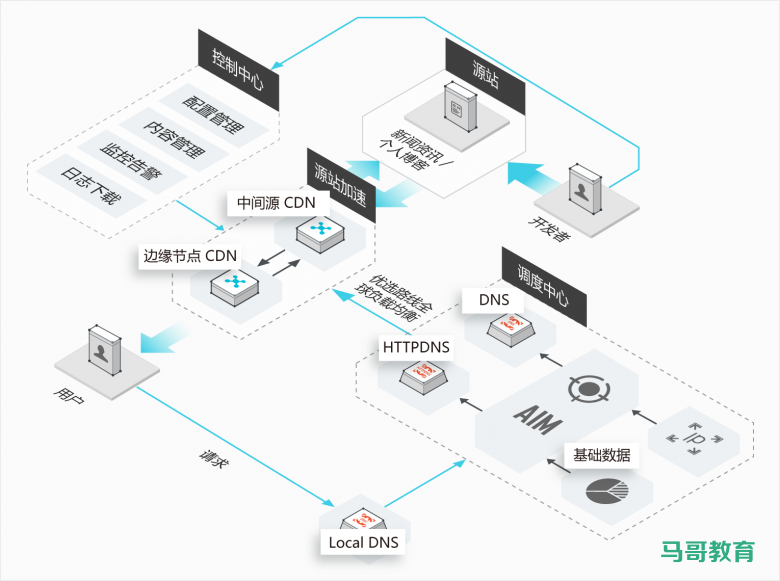 控制中心
配置管理
内容管理
监控告警
日志下载
源站
新闻资讯 /
个人博客
源站加速
中间源 CDN
边缘节点 CDN
开发者
优选路线全
球负载均衡
调度中心
DNS
HTTPDNS
AIM
ip
基础数据
用户
请求
Local DNS
马哥教育